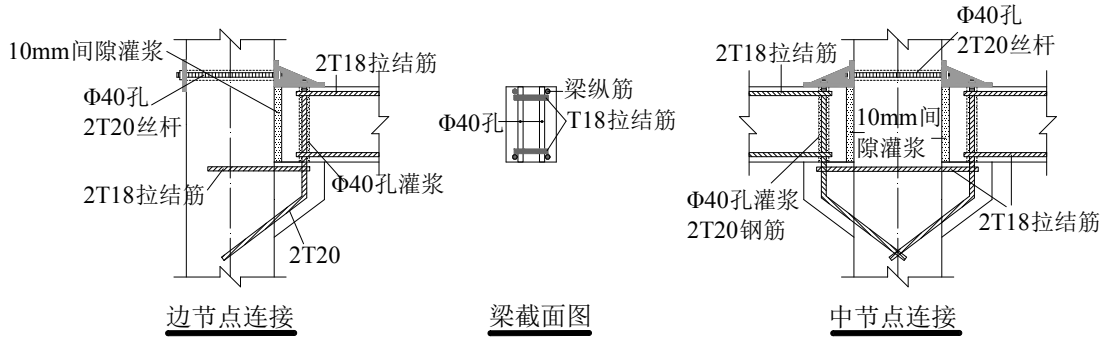 10mm间隙灌浆
2T18拉结筋
Φ40孔
2T20丝杆
2T18拉结筋
Φ40孔灌浆
2T20
边节点连接
梁纵筋
Φ40孔
T18拉结筋
梁截面图
Φ40孔
2T20丝杆
2T18拉结筋
10mm间
隙灌浆
Φ40孔灌浆
2T20钢筋
2T18拉结筋
中节点连接